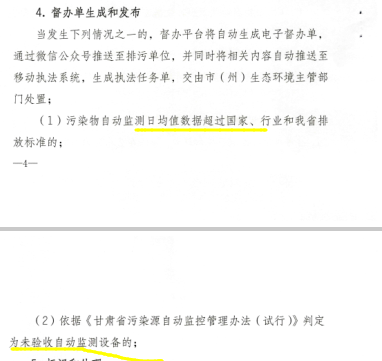 4. 督办单生成和发布
当发生下列情况之一的，督办平台将自动生成电子督办单，
通过微信公众号推送至排污单位，并同时将相关内容自动推送至
移动执法系统，生成执法任务单，交由市（州）生态环境主管部
门处置；
（1）污染物自动监测日均值数据超过国家、行业和我省排
放标准的；
—4—
（2）依据《甘肃省污染源自动监控管理办法（试行）》判定
为未验收自动监测设备的；